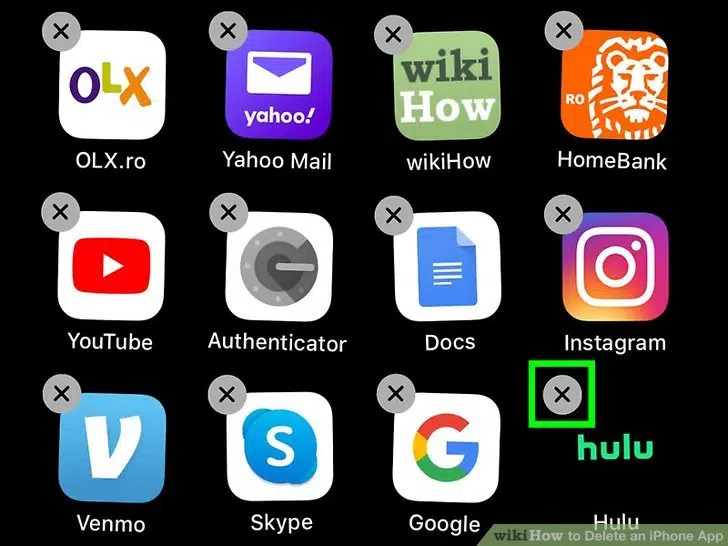 OLX
yahoo!
wiki
How
RO
OLX.ro
Yahoo Mail
wikiHow
HomeBank
YouTube
Authenticator
Docs
Instagram
hulu
Venmo
Skype
Google
Hulu
wikiHow to Delete an iPhone App